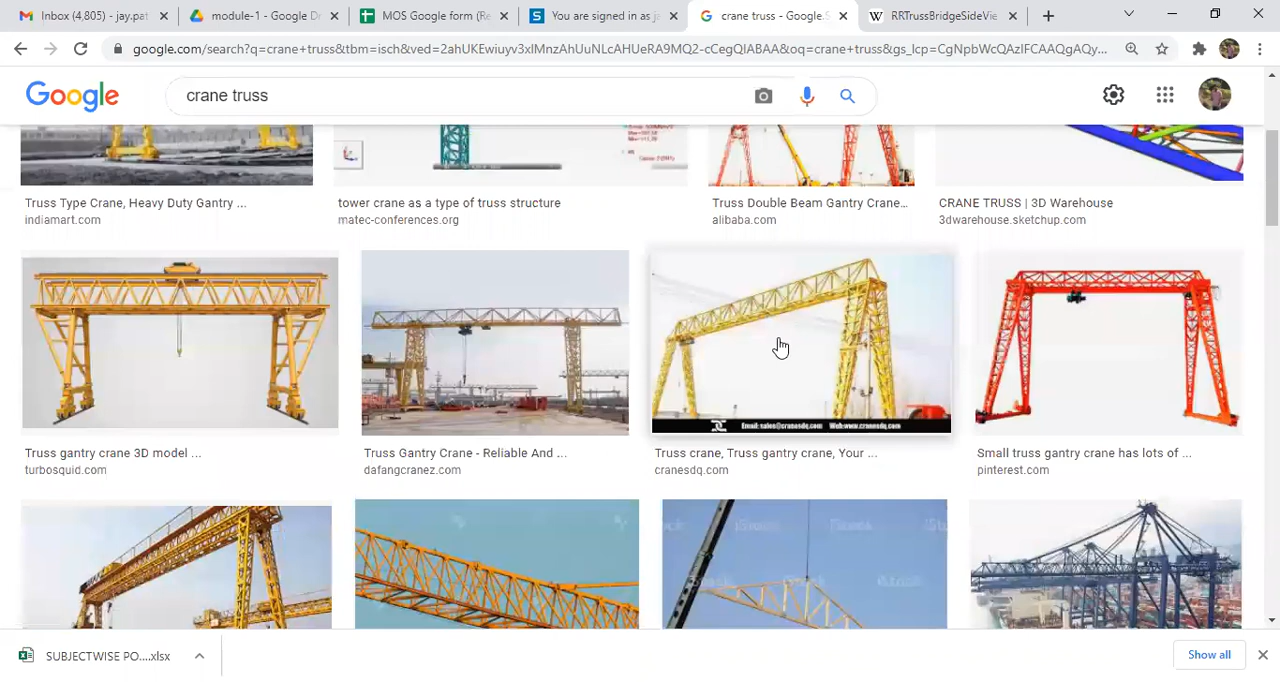 Inbox (4,805) - jay.pat
module-1 - Google Dr
MOS Google form (Re
You are signed in as ja
crane truss - Google S
RRTrussBridgeSideVie
google.com/search?q=crane+truss&tbm=isch&ved=2ahUKEwiuyv3xlMnzAhUuNLcAHUeRA9MQ2-cCegQIABAA&oq=crane+truss&gs_lcp=CgNpbWcQAzIFCAAQgAQy...
Google
crane truss
Truss Type Crane, Heavy Duty Gantry ...
indiamart.com
tower crane as a type of truss structure
matec-conferences.org
Truss Double Beam Gantry Crane...
alibaba.com
CRANE TRUSS | 3D Warehouse
3dwarehouse.sketchup.com
Email: sales@cranesdq.com Web:www.cranesdq.com
Truss gantry crane 3D model ...
turbosquid.com
Truss Gantry Crane - Reliable And ...
dafangcranez.com
Truss crane, Truss gantry crane, Your ...
cranesdq.com
Small truss gantry crane has lots of ...
pinterest.com
iStock
SUBJECTWISE PO....xlsx
Show all